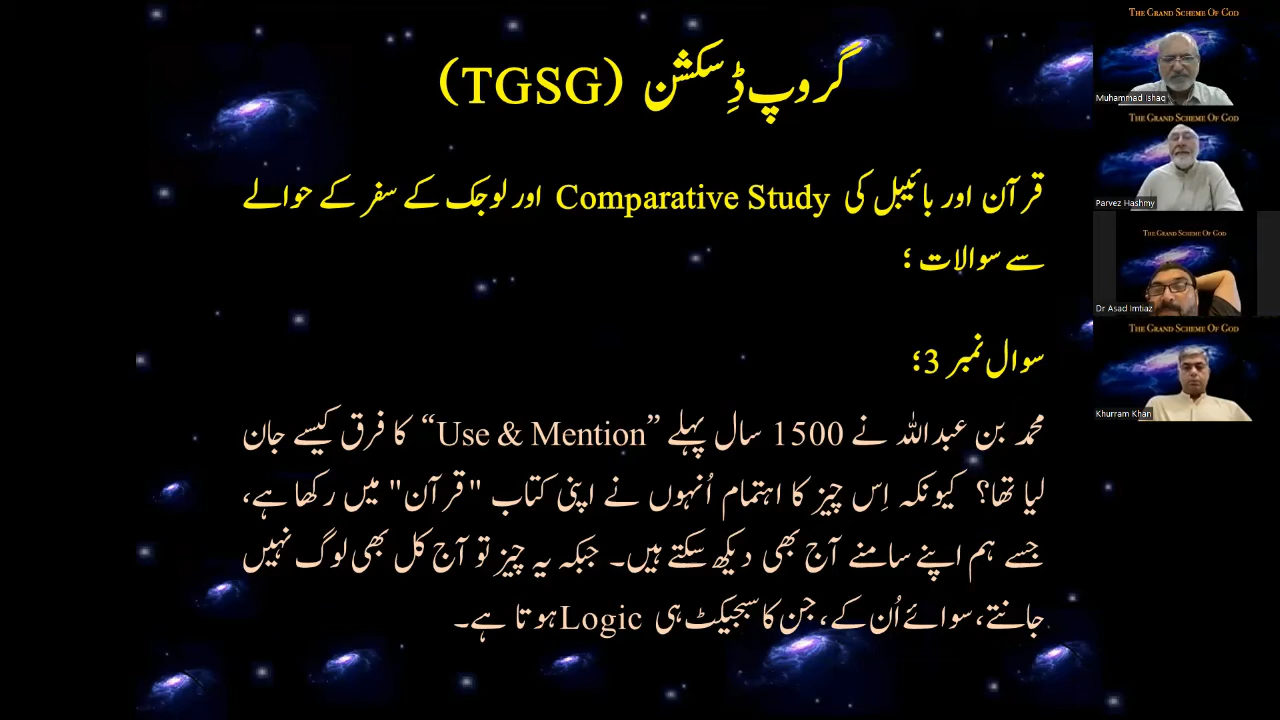 گروپ ڈِسکشن (TGSG)
قرآن اور بائیبل کی Comparative Study اور لوجک کے سفر کے حوالے
سے سوالات ؛
سوال نمبر 3؛
محمد بن عبداللہ نے 1500 سال پہلے ”Use & Mention“ کا فرق کیسے جان
لیا تھا؟ کیونکہ اِس چیز کا اہتمام اُنہوں نے اپنی کتاب "قرآن" میں رکھا ہے،
جسے ہم اپنے سامنے آج بھی دیکھ سکتے ہیں۔ جبکہ یہ چیز تو آج کل بھی لوگ نہیں
جانتے، سوائے اُن کے، جن کا سبجیکٹ ہی Logic ہوتا ہے۔
THE GRAND SCHEME OF GOD
Muhammad Ishaq
THE GRAND SCHEME OF GOD
Parvez Hashmy
THE GRAND SCHEME OF GOD
Dr Asad Imtiaz
THE GRAND SCHEME OF GOD
Khurram Khan